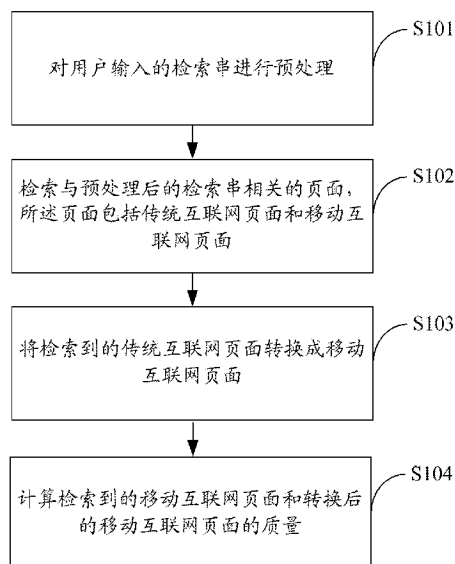 S101
对用户输入的检索串进行预处理
S102
检索与预处理后的检索串相关的页面，
所述页面包括传统互联网页面和移动互
联网页面
S103
将检索到的传统互联网页面转换成移动
互联网页面
S104
计算检索到的移动互联网页面和转换后
的移动互联网页面的质量